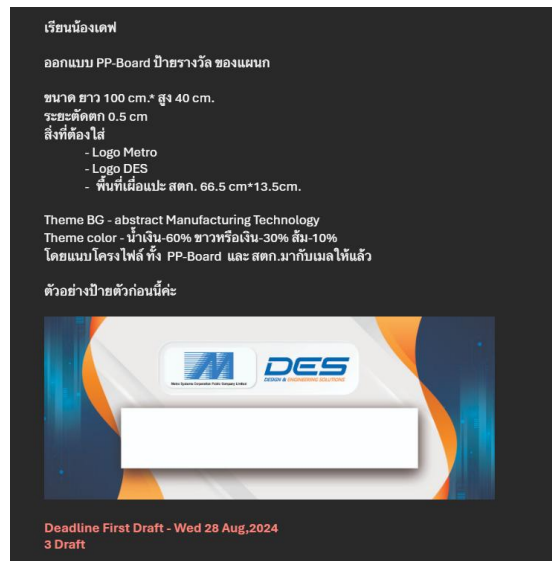 เรียนน้องเดฟ
ออกแบบ PP-Board ป้ายรางวัล ของแผนก
ขนาด ยาว 100 cm.* สูง 40 cm.
ระยะตัดตก 0.5 cm
สิ่งที่ต้องใส่
- Logo Metro
- Logo DES
- พื้นที่เผื่อแปะ สตก. 66.5 cm*13.5cm.
Theme BG - abstract Manufacturing Technology
Theme color - น้ำเงิน-60% ขาวหรือเงิน-30% ส้ม-10%
โดยแนบโครงไฟล์ ทั้ง PP-Board และ สตก.มากับเมลให้แล้ว
ตัวอย่างป้ายตัวก่อนนี้ค่ะ
M DES
Metro Systems Corporation Public Company Limited
DESIGN & ENGINEERING SOLUTIONS
Deadline First Draft - Wed 28 Aug,2024
3 Draft